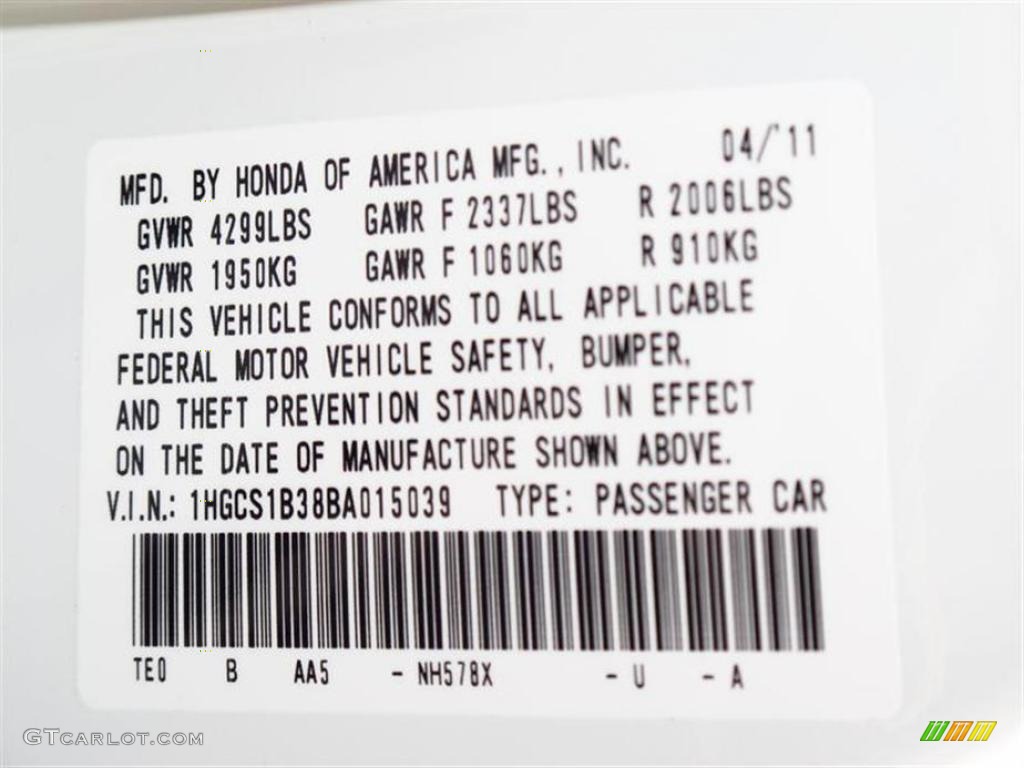 MFD. BY HONDA OF AMERICA MFG., INC. 04/'11
GVWR 4299LBS GAWR F 2337LBS R 2006LBS
GVWR 1950KG GAWR F 1060KG R 910KG
THIS VEHICLE CONFORMS TO ALL APPLICABLE
FEDERAL MOTOR VEHICLE SAFETY, BUMPER,
AND THEFT PREVENTION STANDARDS IN EFFECT
ON THE DATE OF MANUFACTURE SHOWN ABOVE.
V.I.N.: 1HGCS1B38BA015039 TYPE: PASSENGER CAR
TE0 B AA5 - NH578X - U - A
GTCARLOT.COM